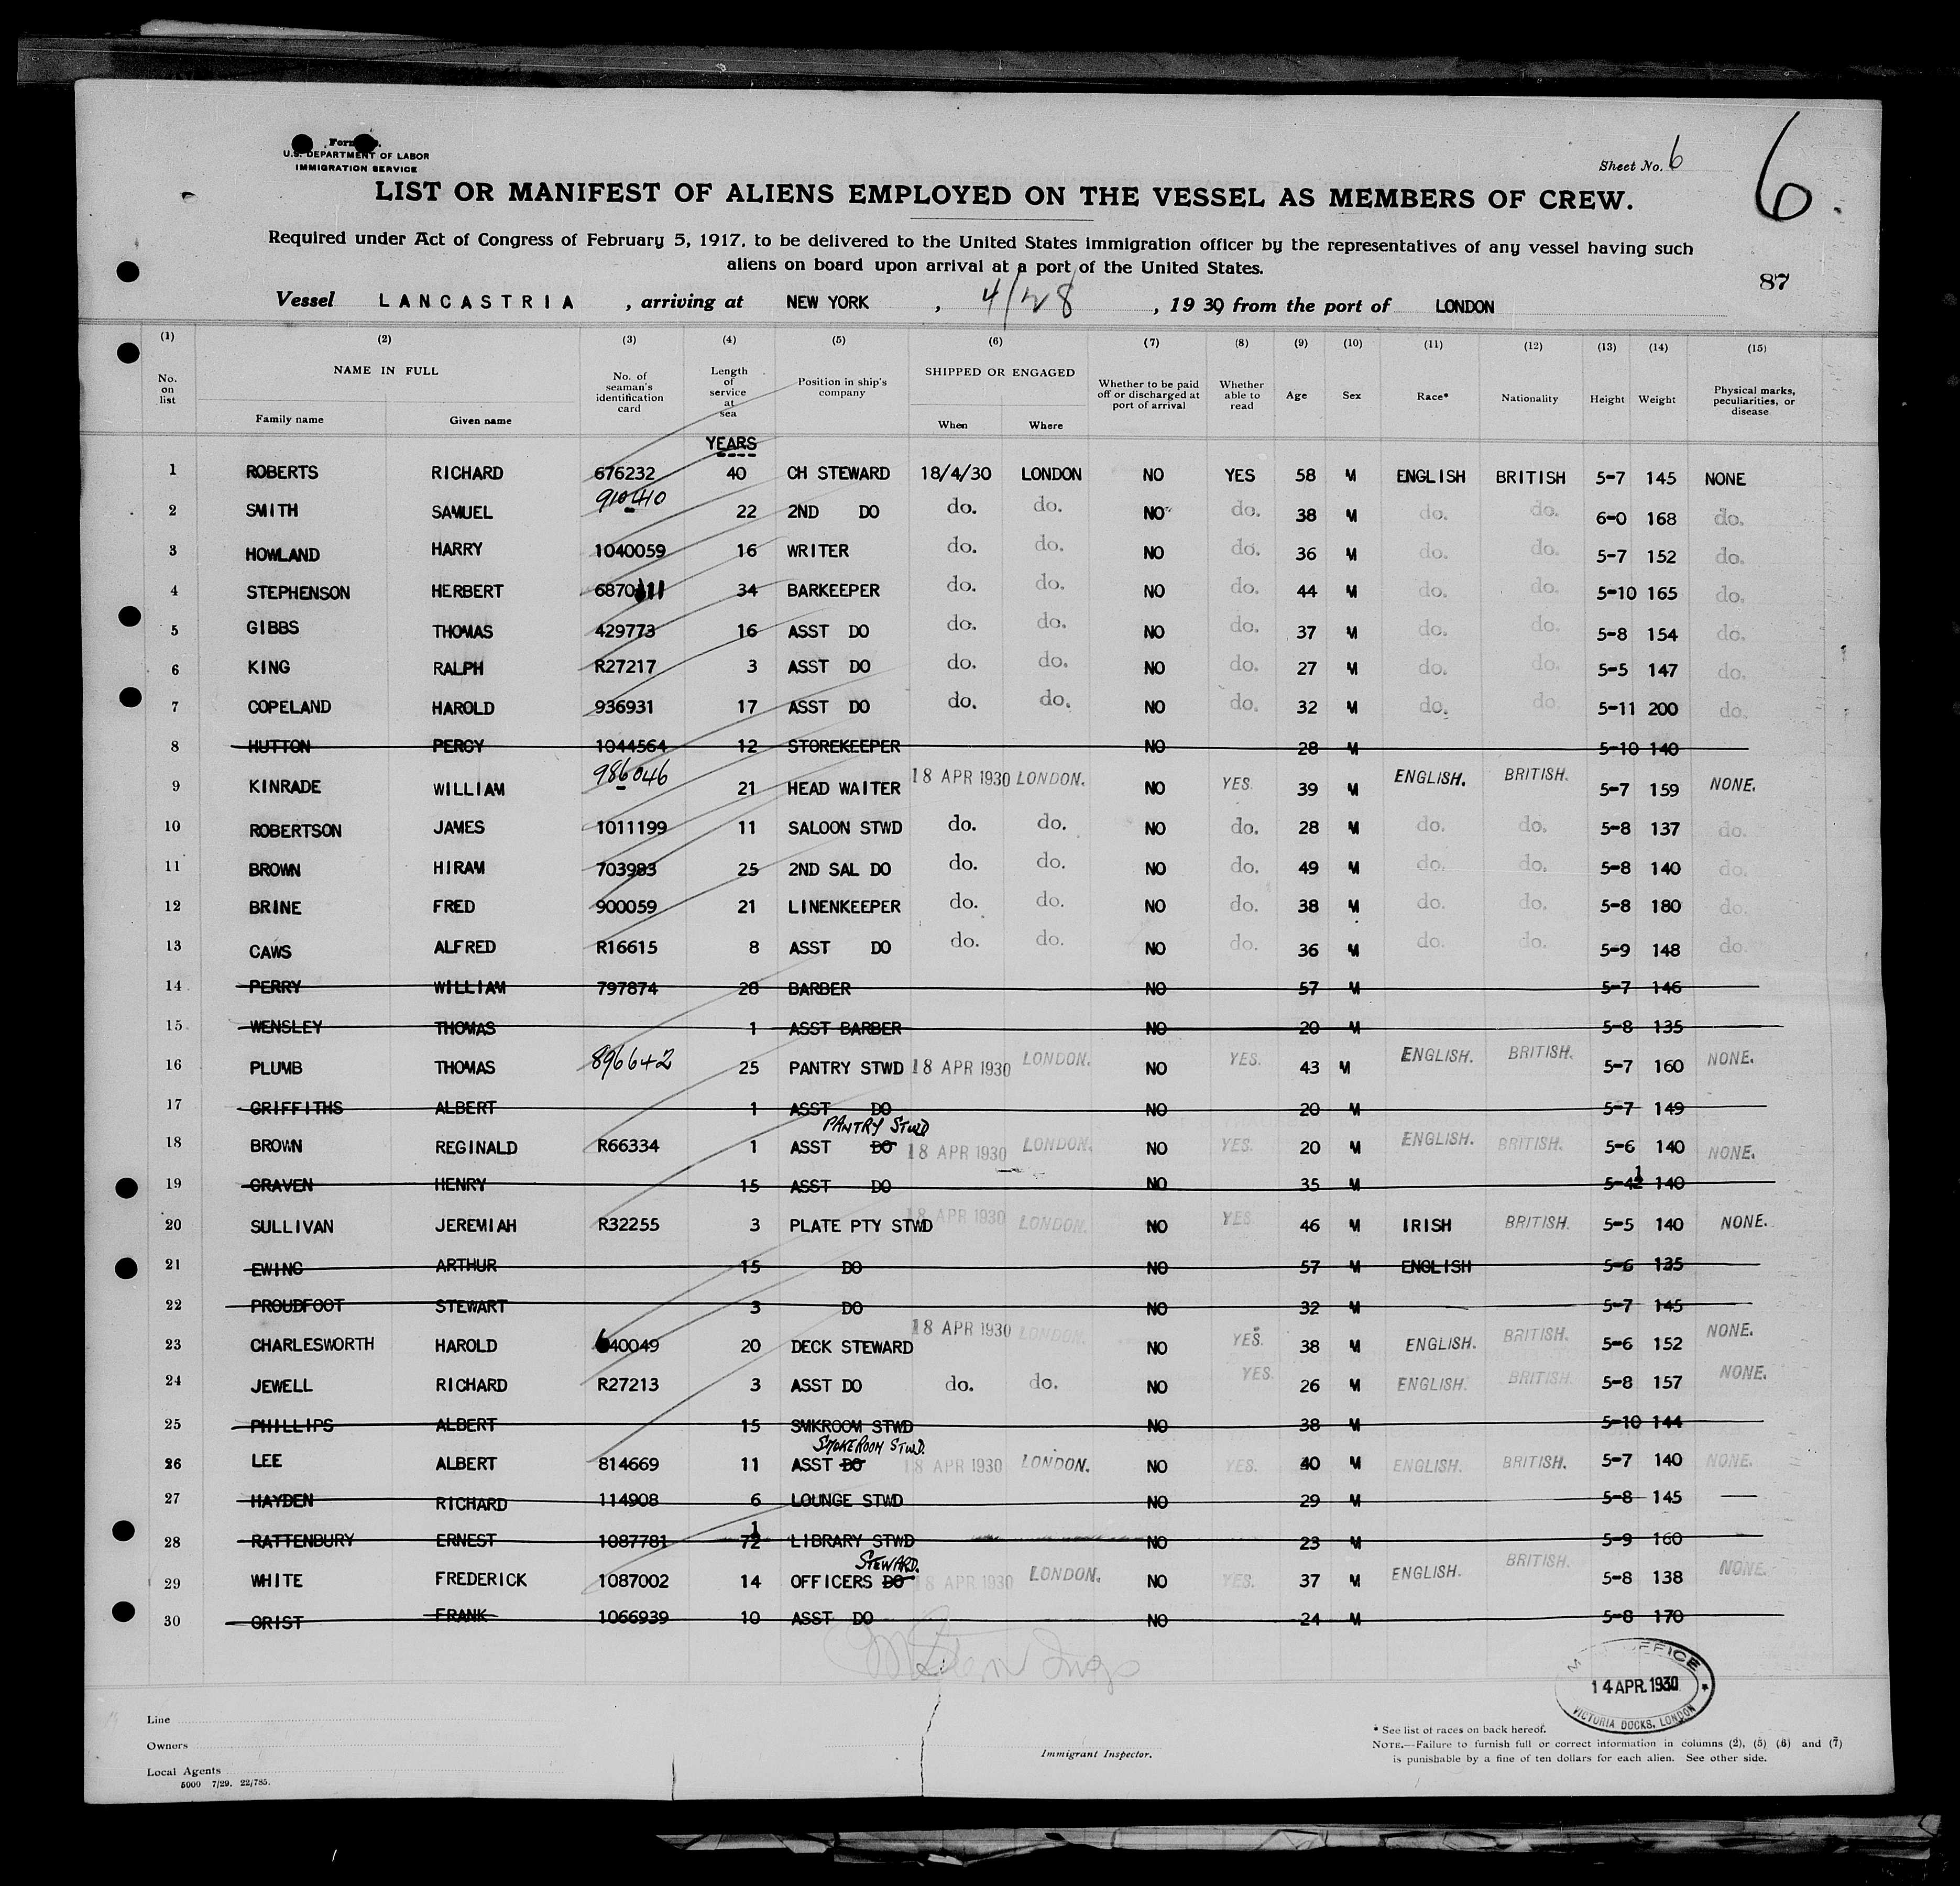 Form
U.S. DEPARTMENT OF LABOR
IMMIGRATION SERVICE
Sheet No. 6
6.
LIST OR MANIFEST OF ALIENS EMPLOYED ON THE VESSEL AS MEMBERS OF CREW.
Required under Act of Congress of February 5, 1917, to be delivered to the United States immigration officer by the representatives of any vessel having such
aliens on board upon arrival at a port of the United States.
87
Vessel LANCASTRIA , arriving at NEW YORK , 4/28 , 1930, from the port of LONDON
(1) (2) (3) (4) (5) (6) (7) (8) (9) (10) (11) (12) (13) (14) (15)
No. on list NAME IN FULL Family name Given name No. of seaman's identification card Length of service at sea Position in ship's company SHIPPED OR ENGAGED When Where Whether to be paid off or discharged at port of arrival Whether able to read Age Sex Race* Nationality Height Weight Physical marks, peculiarities, or disease
YEARS
1 ROBERTS RICHARD 676232 40 CH STEWARD 18/4/30 LONDON NO YES 58 M ENGLISH BRITISH 5-7 145 NONE
2 SMITH SAMUEL 910410 22 2ND DO do. do. NO do. 38 M do. do. 6-0 168 do.
3 HOWLAND HARRY 1040059 16 WRITER do. do. NO do. 36 M do. do. 5-7 152 do.
4 STEPHENSON HERBERT 34 BARKEEPER do. do. NO do. 44 M do. do. 5-10 165 do.
5 GIBBS THOMAS 429773 16 ASST DO do. do. NO do. 37 M do. do. 5-8 154 do.
6 KING RALPH R27217 3 ASST DO do. do. NO do. 27 M do. do. 5-5 147 do.
7 COPELAND HAROLD 936931 17 ASST DO do. do. NO do. 32 M do. do. 5-11 200 do.
8 HUTTON PERCY 1044564 12 STOREKEEPER NO 28 M 5-10 140
9 KINRADE WILLIAM 986046 21 HEAD WAITER 18 APR 1930 LONDON. NO YES. 39 M ENGLISH. BRITISH. 5-7 159 NONE.
10 ROBERTSON JAMES 1011199 11 SALOON STWD do. do. NO do. 28 M do. do. 5-8 137 do.
11 BROWN HIRAM 703983 25 2ND SAL DO do. do. NO do. 49 M do. do. 5-8 140 do.
12 BRINE FRED 900059 21 LINENKEEPER do. do. NO do. 38 M do. do. 5-8 180 do.
13 CAWS ALFRED R16615 8 ASST DO do. do. NO do. 36 M do. do. 5-9 148 do.
14 PERRY WILLIAM 797874 28 BARBER NO 57 M 5-7 146
15 WENSLEY THOMAS 1 ASST BARBER NO 20 M 5-8 135
16 PLUMB THOMAS 896642 25 PANTRY STWD 18 APR 1930 LONDON. NO YES. 43 M ENGLISH. BRITISH. 5-7 160 NONE.
17 GRIFFITHS ALBERT 1 ASST DO NO 20 M 5-7 149
PANTRY STWD
18 BROWN REGINALD R66334 1 ASST DO 18 APR 1930 LONDON. NO YES. 20 M ENGLISH. BRITISH. 5-6 140 NONE.
19 CRAVEN HENRY 15 ASST DO NO 35 M 5-4½ 140
20 SULLIVAN JEREMIAH R32255 3 PLATE PTY STWD 18 APR 1930 LONDON. NO YES 46 M IRISH BRITISH. 5-5 140 NONE.
21 EWING ARTHUR 15 DO NO 57 M ENGLISH 5-6 135
22 PROUDFOOT STEWART 3 DO NO 32 M 5-7 145
23 CHARLESWORTH HAROLD 640049 20 DECK STEWARD 18 APR 1930 LONDON. NO YES. 38 M ENGLISH. BRITISH. 5-6 152 NONE.
24 JEWELL RICHARD R27213 3 ASST DO do. do. NO YES. 26 M ENGLISH. BRITISH. 5-8 157 NONE.
25 PHILLIPS ALBERT 15 SMKROOM STWD NO 38 M 5-10 144
SMOKEROOM STWD.
26 LEE ALBERT 814669 11 ASST DO 18 APR 1930 LONDON. NO YES. 40 M ENGLISH. BRITISH. 5-7 140 NONE.
27 HAYDEN RICHARD 114908 6 LOUNGE STWD NO 29 M 5-8 145
28 RATTENBURY ERNEST 1087781 7½ LIBRARY STWD NO 23 M 5-9 160
STEWARD.
29 WHITE FREDERICK 1087002 14 OFFICERS DO 18 APR 1930 LONDON. NO YES. 37 M ENGLISH. BRITISH. 5-8 138 NONE.
30 GRIST FRANK 1066939 10 ASST DO NO 24 M 5-8 170
OFFICE
14 APR. 1930
VICTORIA DOCKS, LONDON
Line
Owners
Local Agents
5000 7/29. 22/785.
Immigrant Inspector.
* See list of races on back hereof.
NOTE.—Failure to furnish full or correct information in columns (2), (5) (6) and (7)
is punishable by a fine of ten dollars for each alien. See other side.